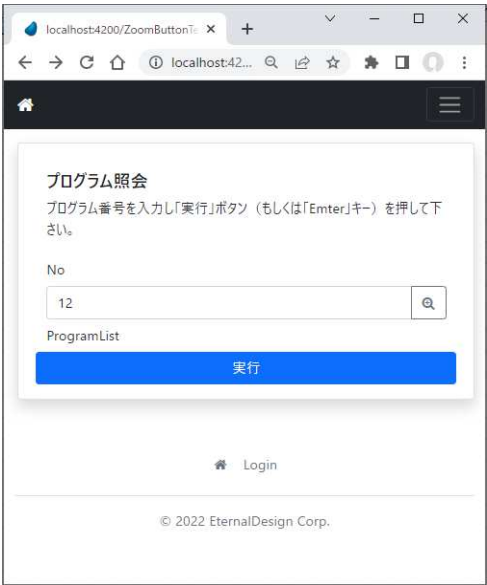 localhost:4200/ZoomButtonTe
localhost:42...
プログラム照会
プログラム番号を入力し「実行」ボタン（もしくは「Emter」キー）を押して下
さい。
No
12
ProgramList
実行
Login
© 2022 EternalDesign Corp.